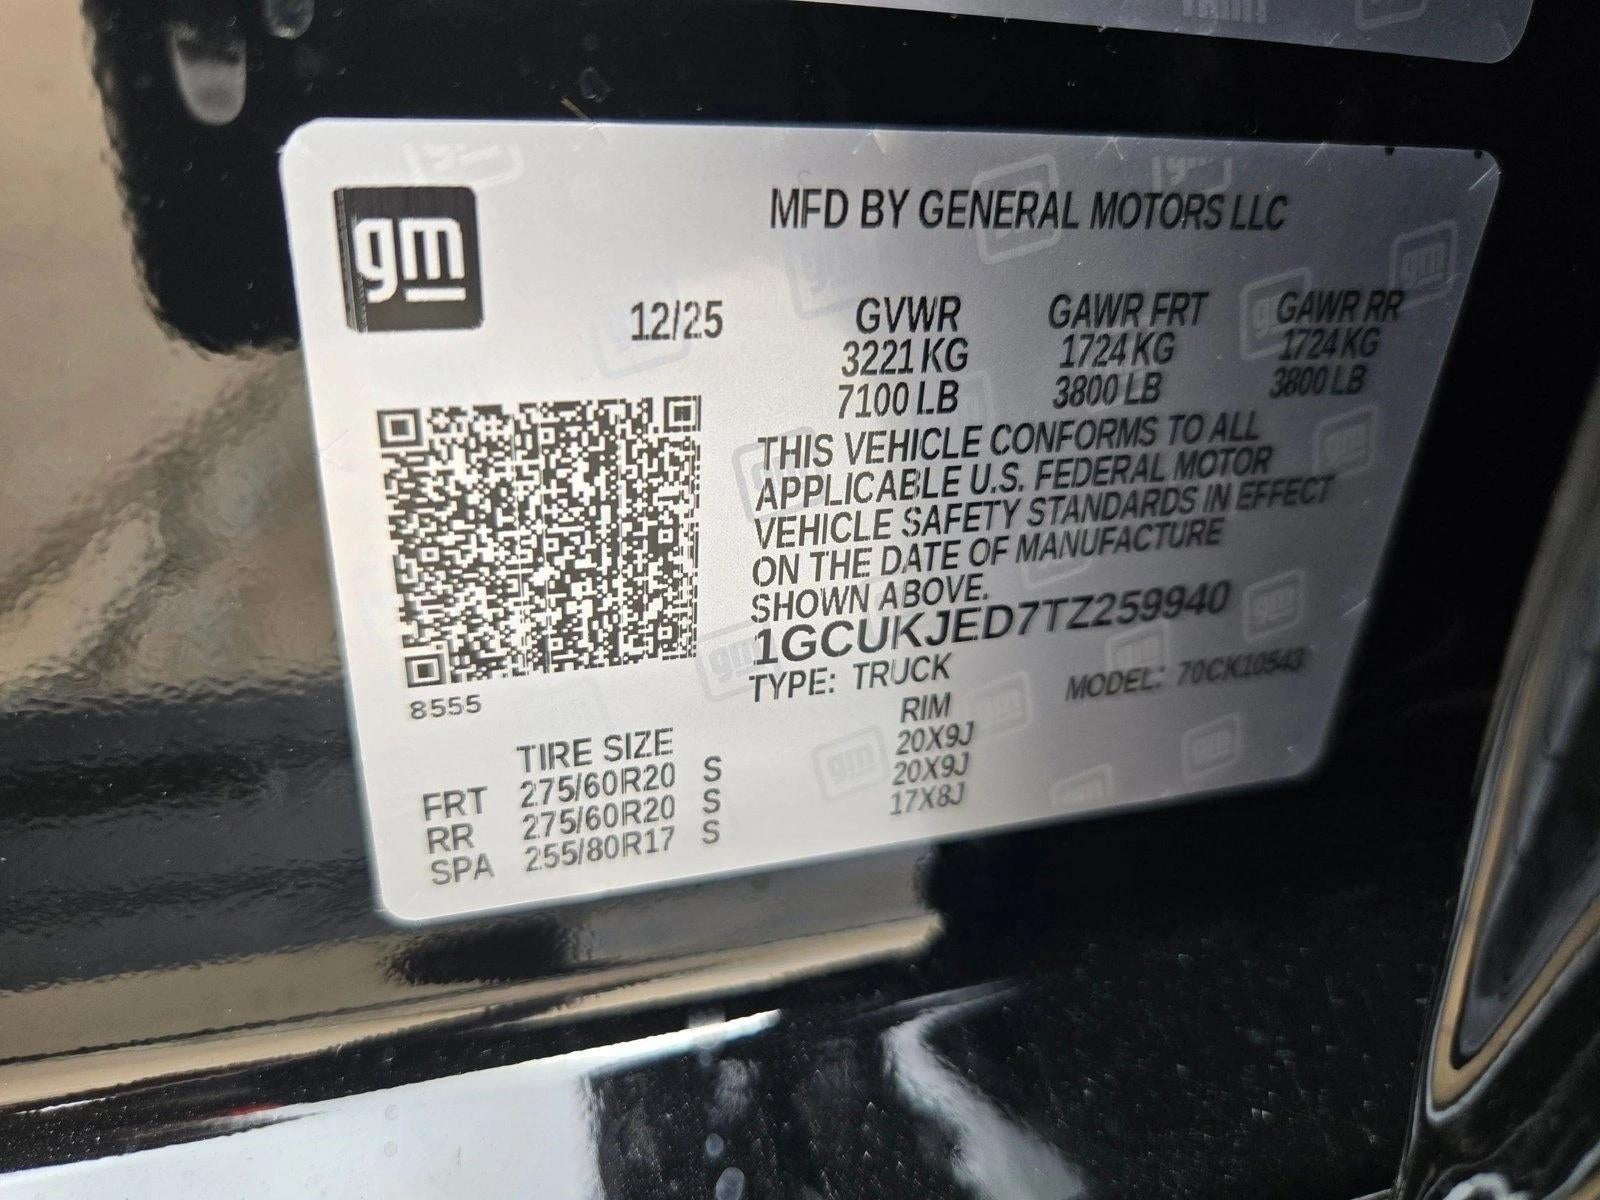 gm
MFD BY GENERAL MOTORS LLC
12/25
GVWR GAWR FRT GAWR RR
3221 KG 1724 KG 1724 KG
7100 LB 3800 LB 3800 LB
THIS VEHICLE CONFORMS TO ALL
APPLICABLE U.S. FEDERAL MOTOR
VEHICLE SAFETY STANDARDS IN EFFECT
ON THE DATE OF MANUFACTURE
SHOWN ABOVE.
1GCUKJED7TZ259940
TYPE: TRUCK MODEL: 70CK10543
8555
TIRE SIZE RIM
FRT 275/60R20 S 20X9J
RR 275/60R20 S 20X9J
SPA 255/80R17 S 17X8J